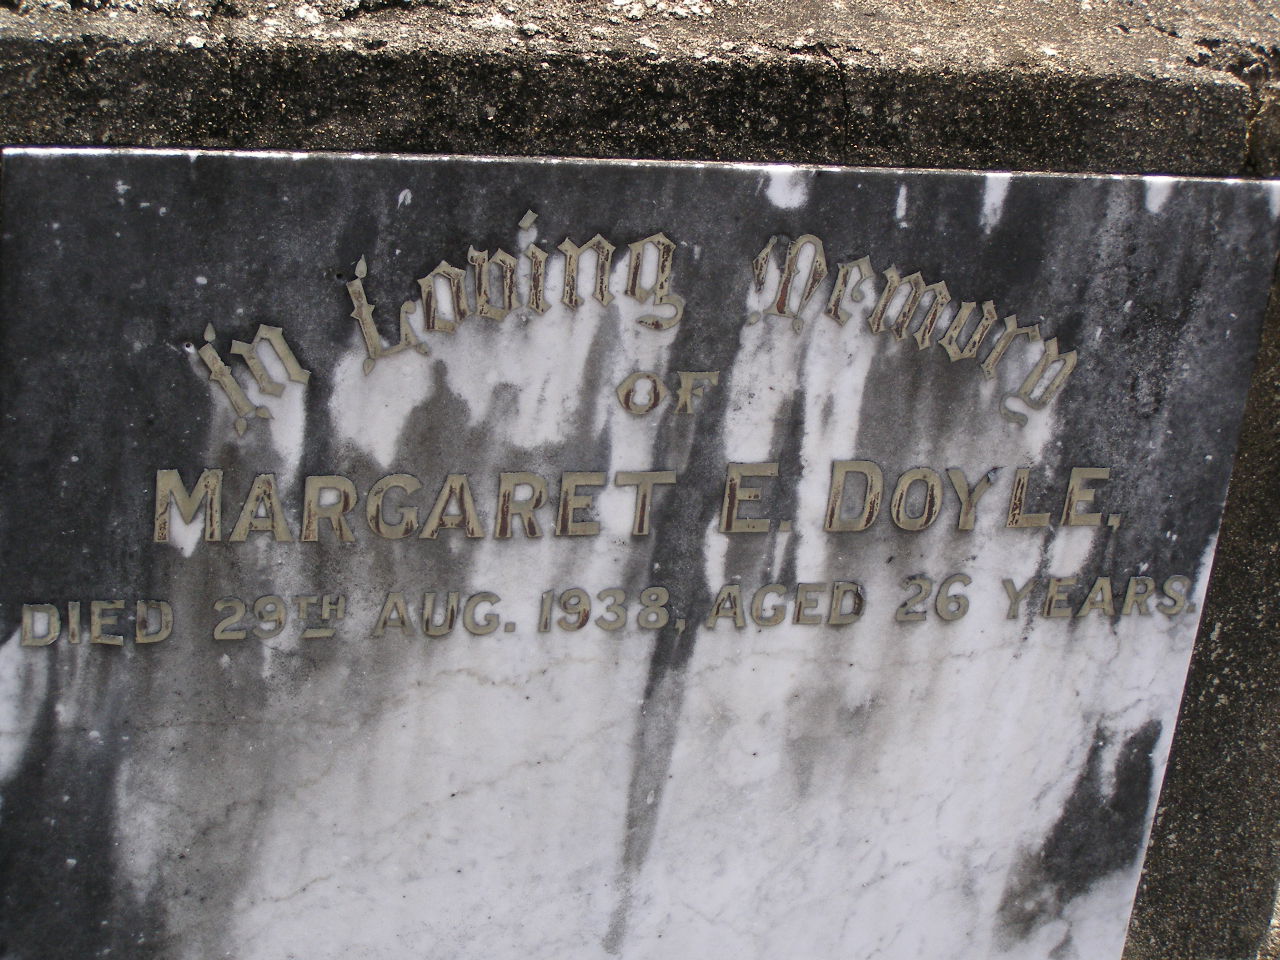 In Loving Memory
OF
MARGARET E. DOYLE,
DIED 29TH AUG. 1938, AGED 26 YEARS.